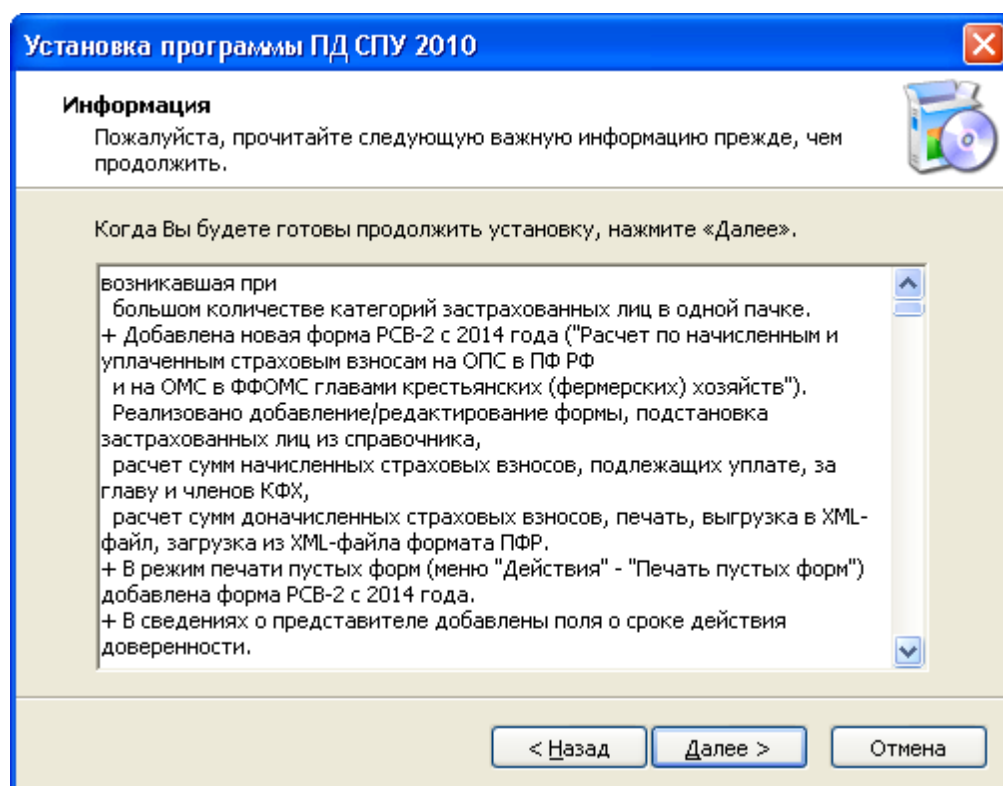 Установка программы ПД СПУ 2010
Информация
Пожалуйста, прочитайте следующую важную информацию прежде, чем
продолжить.
Когда Вы будете готовы продолжить установку, нажмите «Далее».
возникавшая при
большом количестве категорий застрахованных лиц в одной пачке.
+ Добавлена новая форма РСВ-2 с 2014 года ("Расчет по начисленным и
уплаченным страховым взносам на ОПС в ПФ РФ
и на ОМС в ФФОМС главами крестьянских (фермерских) хозяйств").
Реализовано добавление/редактирование формы, подстановка
застрахованных лиц из справочника,
расчет сумм начисленных страховых взносов, подлежащих уплате, за
главу и членов КФХ,
расчет сумм доначисленных страховых взносов, печать, выгрузка в XML-
файл, загрузка из XML-файла формата ПФР.
+ В режим печати пустых форм (меню "Действия" - "Печать пустых форм")
добавлена форма РСВ-2 с 2014 года.
+ В сведениях о представителе добавлены поля о сроке действия
доверенности.
< Назад Далее > Отмена